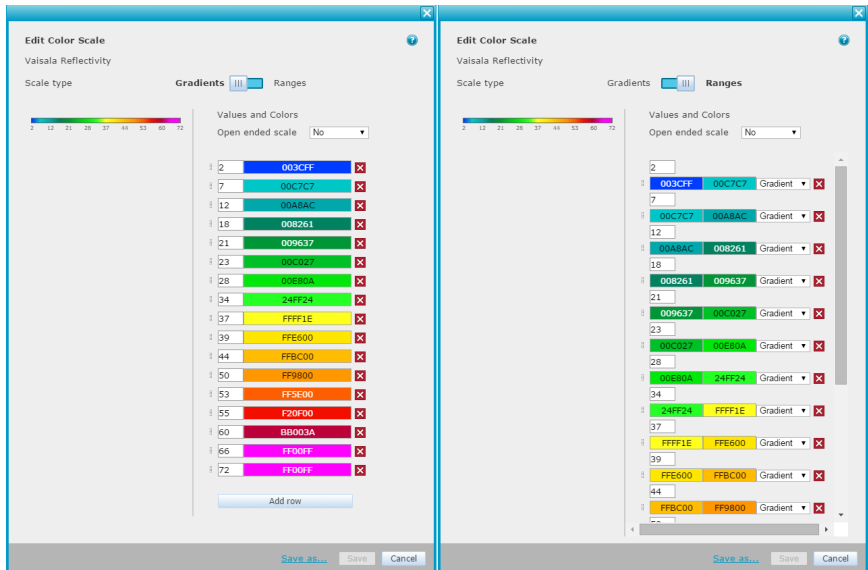 Edit Color Scale
Vaisala Reflectivity
Scale type Gradients Ranges
Values and Colors
Open ended scale No
2 12 21 28 37 44 53 60 72
2 003CFF
7 00C7C7
12 00A8AC
18 008261
21 009637
23 00C027
28 00E80A
34 24FF24
37 FFFF1E
39 FFE600
44 FFBC00
50 FF9800
53 FF5E00
55 F20F00
60 BB003A
66 FF00FF
72 FF00FF
Add row
Save as... Save Cancel
Edit Color Scale
Vaisala Reflectivity
Scale type Gradients Ranges
Values and Colors
Open ended scale No
2 12 21 28 37 44 53 60 72
2
003CFF 00C7C7 Gradient
7
00C7C7 00A8AC Gradient
12
00A8AC 008261 Gradient
18
008261 009637 Gradient
21
009637 00C027 Gradient
23
00C027 00E80A Gradient
28
00E80A 24FF24 Gradient
34
24FF24 FFFF1E Gradient
37
FFFF1E FFE600 Gradient
39
FFE600 FFBC00 Gradient
44
FFBC00 FF9800 Gradient
Save as... Save Cancel